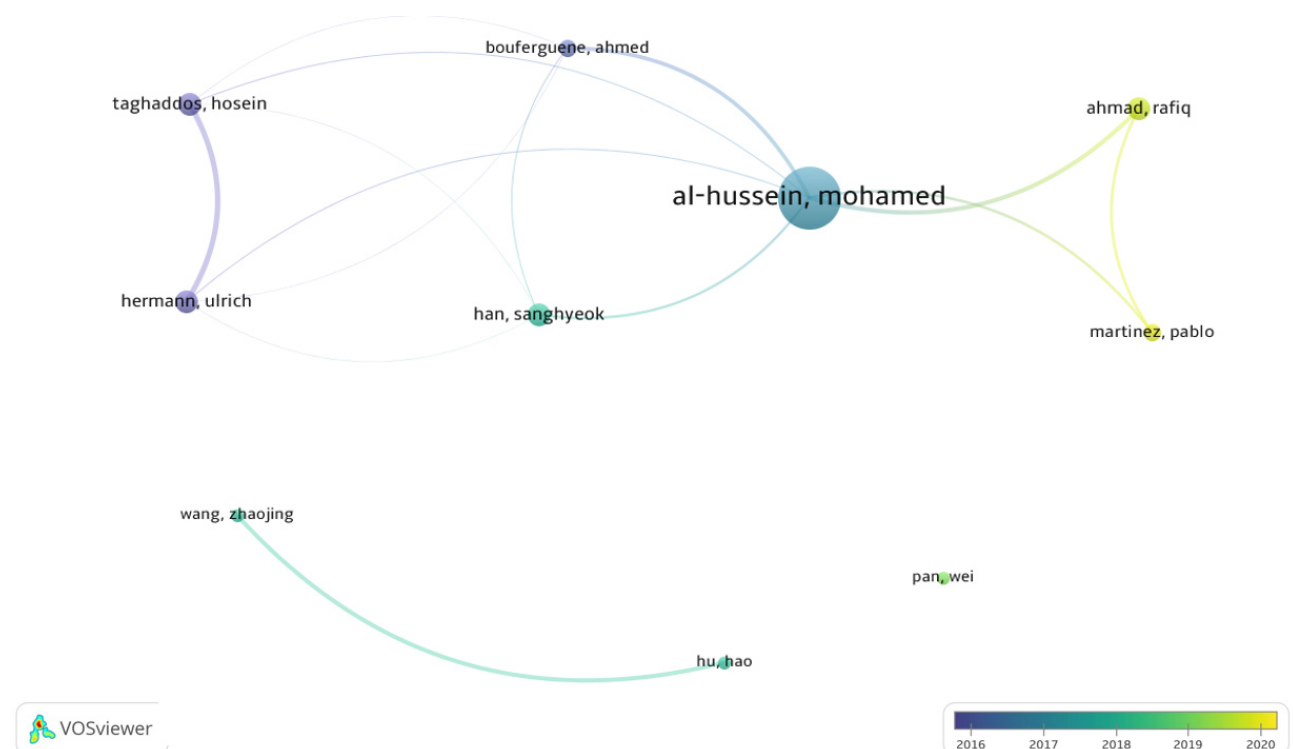 bouferguene, ahmed
taghaddos, hosein
ahmad, rafiq
al-hussein, mohamed
hermann, ulrich
han, sanghyeok
martinez, pablo
wang, zhaojing
pan, wei
hu, hao
VOSviewer
2016 2017 2018 2019 2020